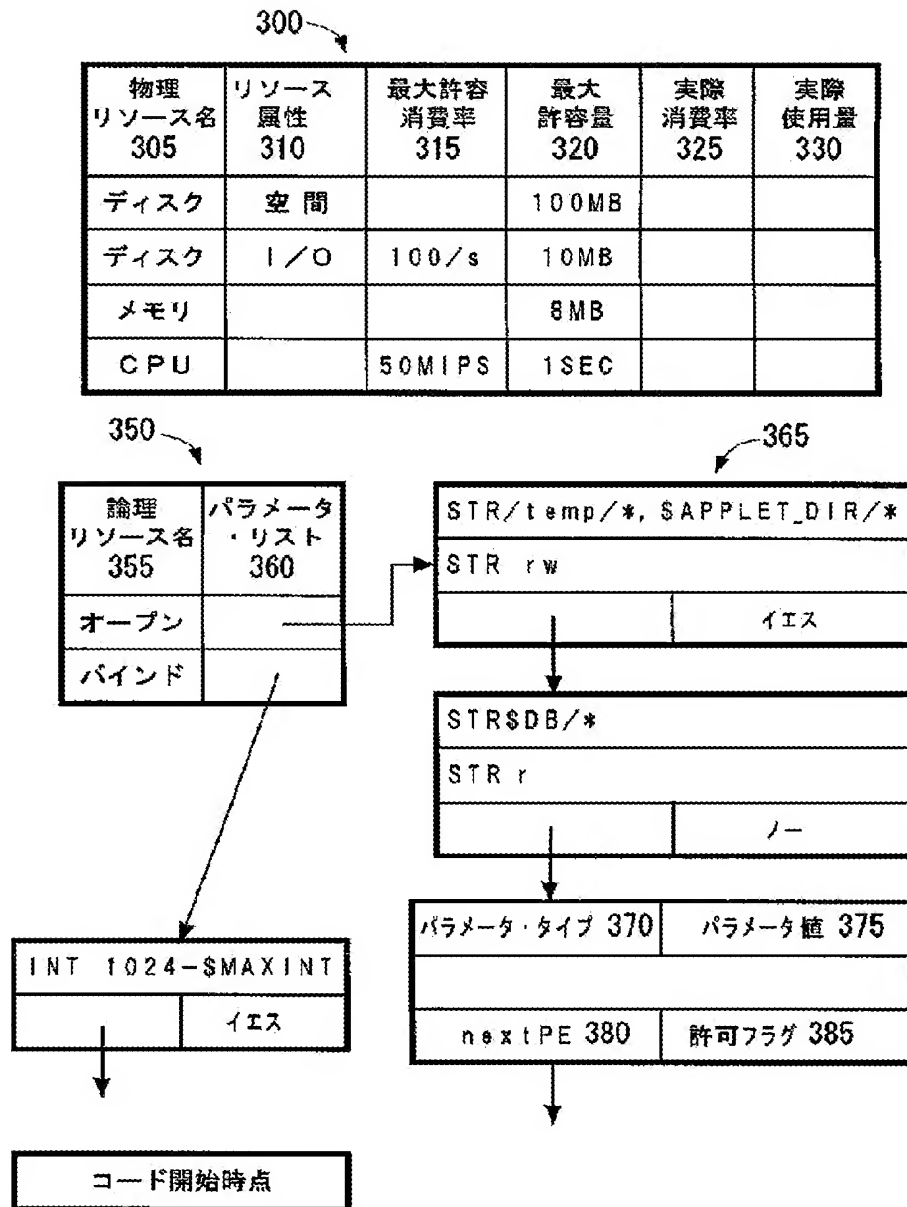 300
物理
リソース名
305
リソース
属性
310
最大許容
消費率
315
最大
許容量
320
実際
消費率
325
実際
使用量
330
ディスク 空間 100MB
ディスク I/O 100/s 10MB
メモリ 8MB
CPU 50MIPS 1SEC
350
論理
リソース名
355
パラメータ
・リスト
360
オープン
バインド
365
STR/temp/*, $APPLET_DIR/*
STR rw
イエス
STR$DB/*
STR r
ノー
パラメータ・タイプ 370 パラメータ値 375
nextPE 380 許可フラグ 385
INT 1024-$MAXINT
イエス
コード開始時点